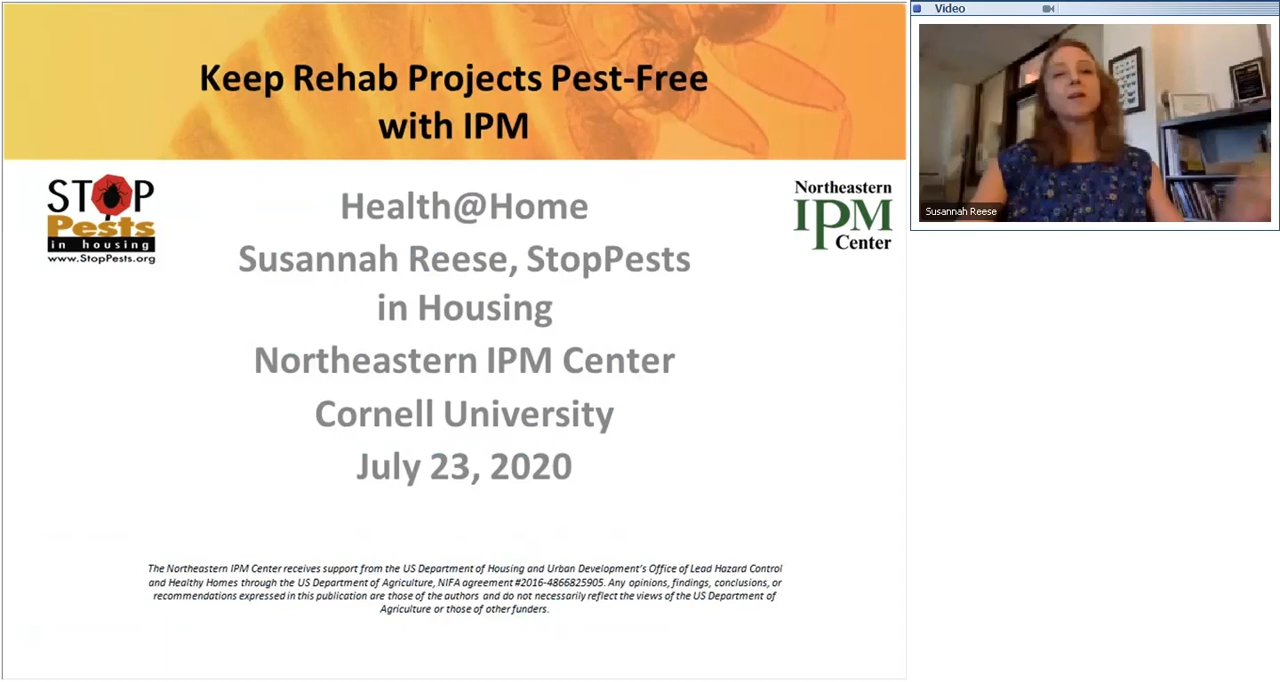 Keep Rehab Projects Pest-Free
with IPM
STOP
Pests
in housing
www.StopPests.org
Health@Home
Susannah Reese, StopPests
in Housing
Northeastern IPM Center
Cornell University
July 23, 2020
Northeastern
IPM
Center
The Northeastern IPM Center receives support from the US Department of Housing and Urban Development's Office of Lead Hazard Control
and Healthy Homes through the US Department of Agriculture, NIFA agreement #2016-4866825905. Any opinions, findings, conclusions, or
recommendations expressed in this publication are those of the authors and do not necessarily reflect the views of the US Department of
Agriculture or those of other funders.
Video
Susannah Reese